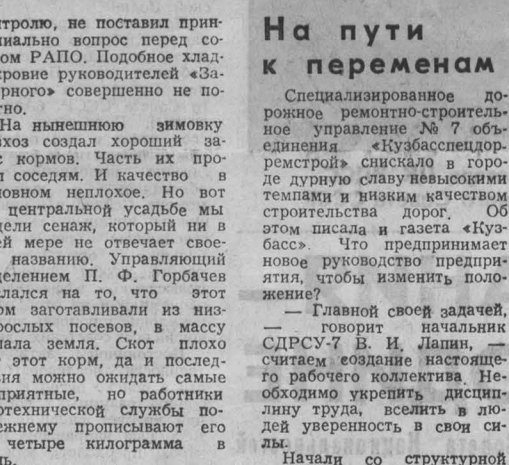 нтролю, не поставил прин-
ципиально вопрос перед со-
ом РАПО. Подобное хлад-
кровие руководителей «За-
рного» совершенно не по-
тно.
На нынешнюю зимовку
вхоз создал хороший за-
с кормов. Часть их про-
л соседям. И качество в
новном неплохое. Но вот
центральной усадьбе мы
дели сенаж, который ни в
ей мере не отвечает свое-
названию. Управляющий
делением П. Ф. Горбачев
лался на то, что этот
ом заготавливали из низ-
рослых посевов, в массу
пала земля. Скот плохо
этот корм, да и послед-
вия можно ожидать самые
приятные, но работники
отехнической службы по-
ежнему прописывают его
четыре килограмма в
нь.
На пути
к переменам
Специализированное до-
рожное ремонтно-строитель-
ное управление № 7 объ-
единения «Кузбасспецдор-
ремстрой» снискало в горо-
де дурную славу невысокими
темпами и низким качеством
строительства дорог. Об
этом писала и газета «Куз-
басс». Что предпринимает
новое руководство предпри-
ятия, чтобы изменить поло-
жение?
— Главной своей задачей,
— говорит начальник
СДРСУ-7 В. И. Лапин, —
считаем создание настояще-
го рабочего коллектива. Не-
обходимо укрепить дисцип-
лину труда, вселить в лю-
дей уверенность в свои си-
лы.
Начали со структурной